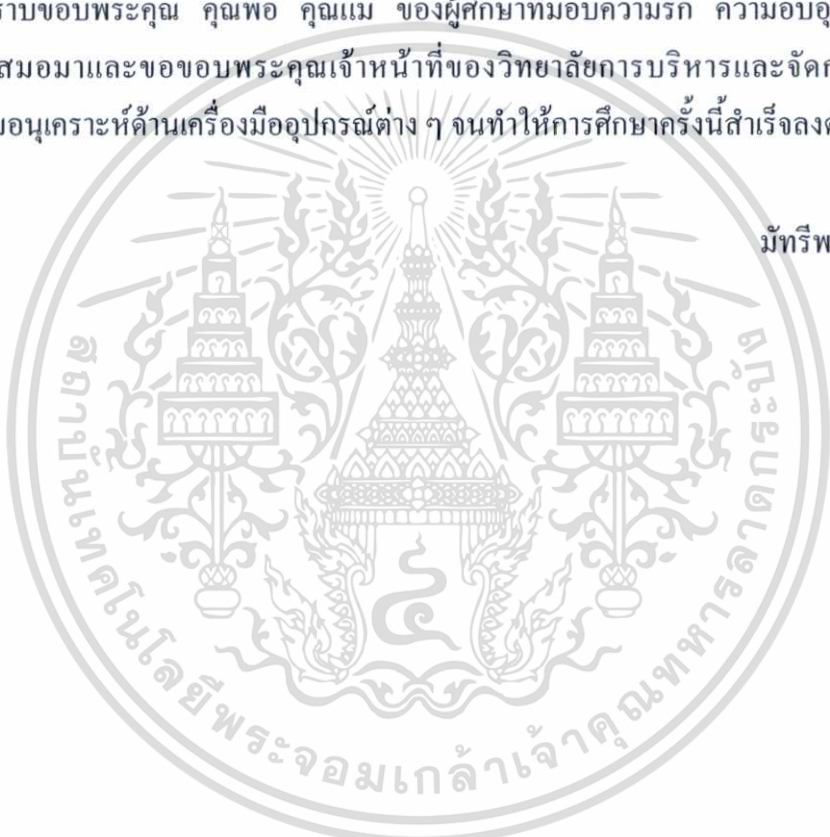 ราบขอบพระคุณ คุณพ่อ คุณแม่ ของผู้ศึกษาที่มอบความรัก ความอบอุ
สมอมาและขอขอบพระคุณเจ้าหน้าที่ของวิทยาลัยการบริหารและจัดก
อนุเคราะห์ด้านเครื่องมืออุปกรณ์ต่าง ๆ จนทำให้การศึกษาครั้งนี้สำเร็จลง
มัทรีพ
สถาบันเทคโนโลยีพระจอมเกล้าเจ้าคุณทหารลาดกระบัง
๔